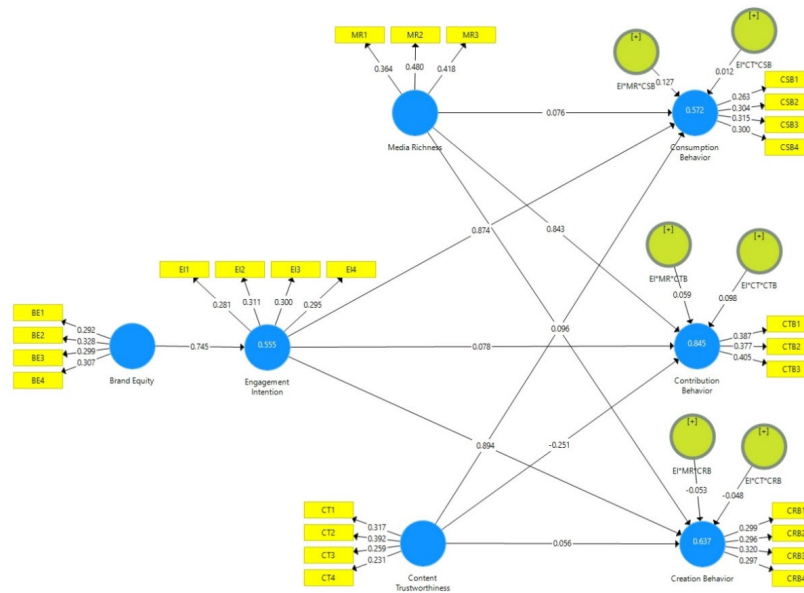 MR1
MR2
MR3
0.364
0.480
0.418
Media Richness
[+]
EI*MR*CSB
[+]
EI*CT*CSB
0.127
0.012
0.572
Consumption
Behavior
0.263
0.304
0.315
0.300
CSB1
CSB2
CSB3
CSB4
0.076
0.874
0.843
0.096
EI1
EI2
EI3
EI4
0.281
0.311
0.300
0.295
BE1
BE2
BE3
BE4
0.292
0.328
0.299
0.307
Brand Equity
0.745
0.555
Engagement
Intention
0.078
[+]
EI*MR*CTB
[+]
EI*CT*CTB
0.059
0.098
0.845
Contribution
Behavior
0.387
0.377
0.405
CTB1
CTB2
CTB3
0.894
-0.251
CT1
CT2
CT3
CT4
0.317
0.392
0.259
0.231
Content
Trustworthiness
0.056
[+]
EI*MR*CRB
[+]
EI*CT*CRB
-0.053
-0.048
0.637
Creation Behavior
0.299
0.296
0.320
0.297
CRB1
CRB2
CRB3
CRB4